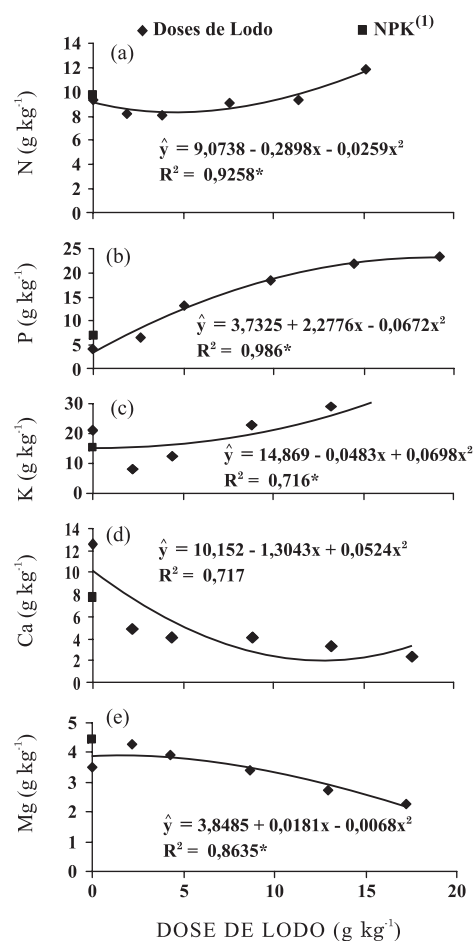 ◆ Doses de Lodo ■ NPK(1)
(a)
N (g kg-1)
14
12
10
8
6
4
2
0
ŷ = 9,0738 - 0,2898x - 0,0259x²
R² = 0,9258*
0 5 10 15 20
(b)
P (g kg-1)
25
20
15
10
5
0
ŷ = 3,7325 + 2,2776x - 0,0672x²
R² = 0,986*
(c)
K (g kg-1)
30
20
10
0
ŷ = 14,869 - 0,0483x + 0,0698x²
R² = 0,716*
(d)
Ca (g kg-1)
14
12
10
8
6
4
2
0
ŷ = 10,152 - 1,3043x + 0,0524x²
R² = 0,717
(e)
Mg (g kg-1)
5
4
3
2
1
0
ŷ = 3,8485 + 0,0181x - 0,0068x²
R² = 0,8635*
0 5 10 15 20
DOSE DE LODO (g kg-1)